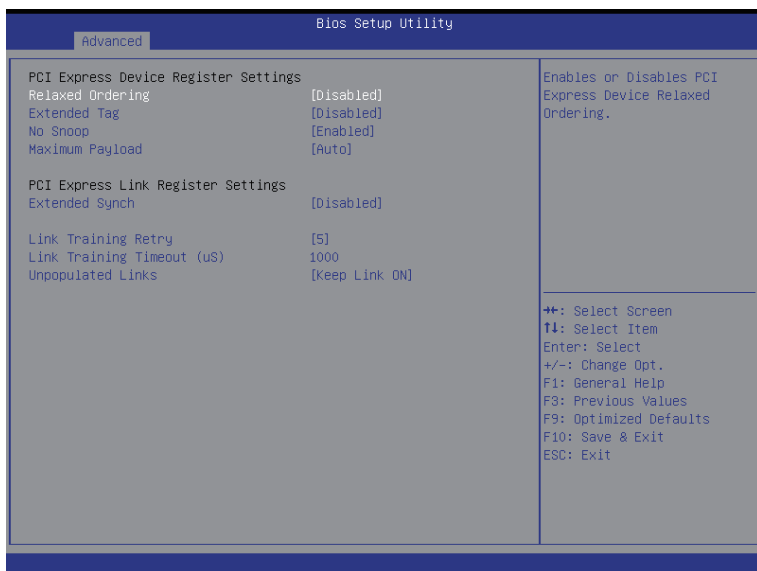 Bios Setup Utility
Advanced
PCI Express Device Register Settings
Relaxed Ordering [Disabled]
Extended Tag [Disabled]
No Snoop [Enabled]
Maximum Payload [Auto]
PCI Express Link Register Settings
Extended Synch [Disabled]
Link Training Retry [5]
Link Training Timeout (uS) 1000
Unpopulated Links [Keep Link ON]
Enables or Disables PCI
Express Device Relaxed
Ordering.
→←: Select Screen
↑↓: Select Item
Enter: Select
+/-: Change Opt.
F1: General Help
F3: Previous Values
F9: Optimized Defaults
F10: Save & Exit
ESC: Exit